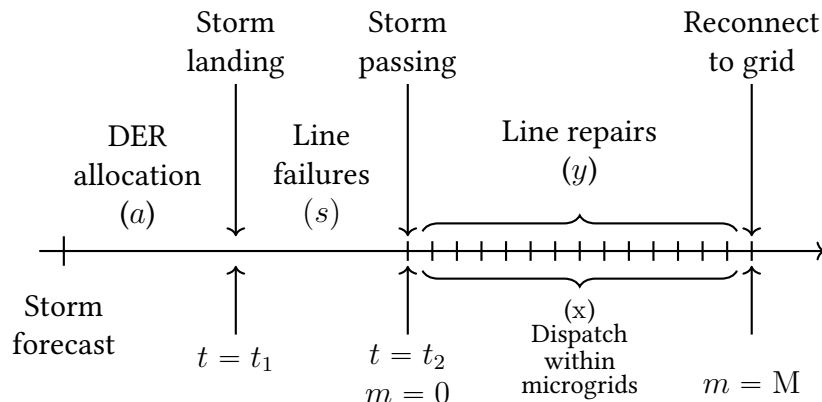 Storm
landing
Storm
passing
Reconnect
to grid
DER
allocation
(a)
Line
failures
(s)
Line repairs
(y)
Storm
forecast
t = t₁
t = t₂
m = 0
(x)
Dispatch
within
microgrids
m = M